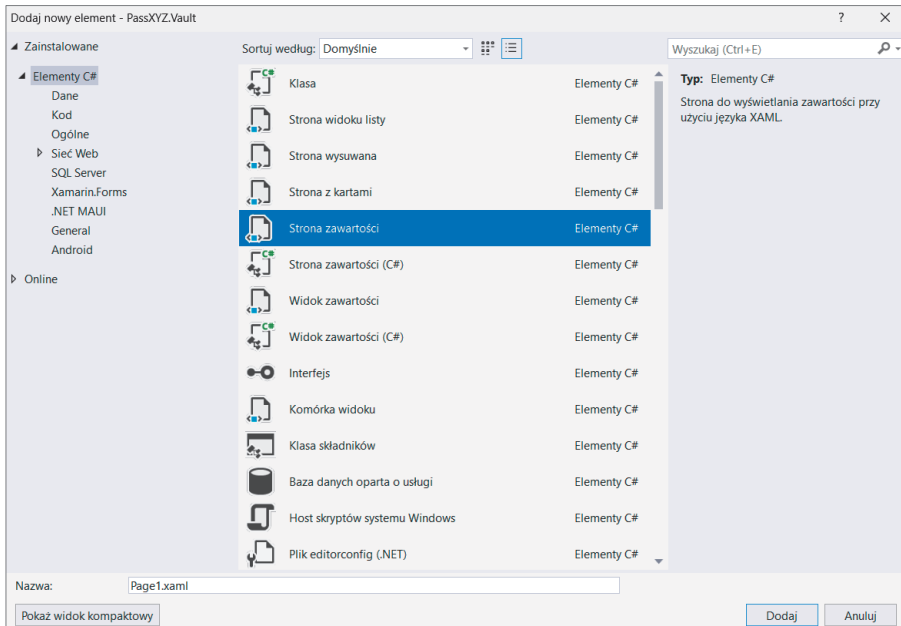 Dodaj nowy element - PassXYZ.Vault
Zainstalowane
Sortuj według: Domyślnie
Wyszukaj (Ctrl+E)
Elementy C#
Dane
Kod
Ogólne
Sieć Web
SQL Server
Xamarin.Forms
.NET MAUI
General
Android
Online
Klasa Elementy C#
Strona widoku listy Elementy C#
Strona wysuwana Elementy C#
Strona z kartami Elementy C#
Strona zawartości Elementy C#
Strona zawartości (C#) Elementy C#
Widok zawartości Elementy C#
Widok zawartości (C#) Elementy C#
Interfejs Elementy C#
Komórka widoku Elementy C#
Klasa składników Elementy C#
Baza danych oparta o usługi Elementy C#
Host skryptów systemu Windows Elementy C#
Plik editorconfig (.NET) Elementy C#
Typ: Elementy C#
Strona do wyświetlania zawartości przy
użyciu języka XAML.
Nazwa: Page1.xaml
Pokaż widok kompaktowy
Dodaj
Anuluj